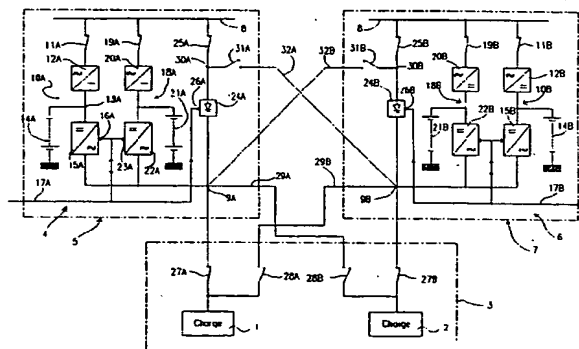 8 8
11A 19A 25A 31A 32A 32B 31B 25B 19B 11B
12A 20A 30A 30B 20B 12B
10A 18A 26A 24A 24B 26B 18B 10B
13A 21A 22B 15B
14A 16A 21B 14B
15A 23A 22A 29A 29B
17A 9A 9B 17B
4 5 7 6
27A 28A 28B 27B 3
Charge 1 Charge 2